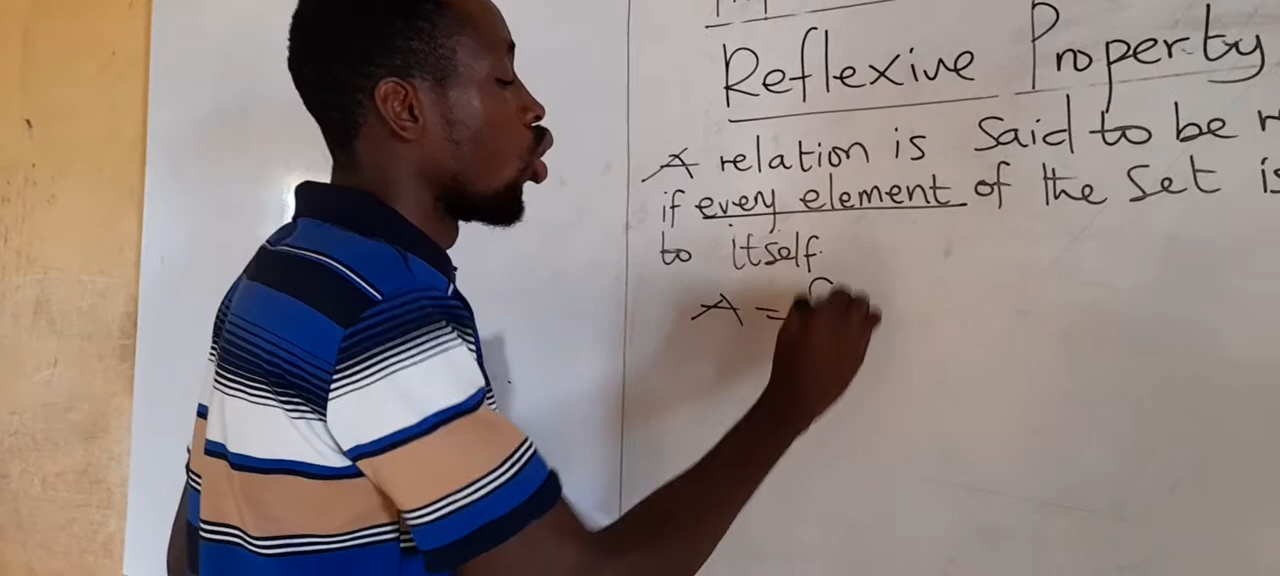 Reflexive Property
A relation is said to be
if every element of the set is
to itself.
A =